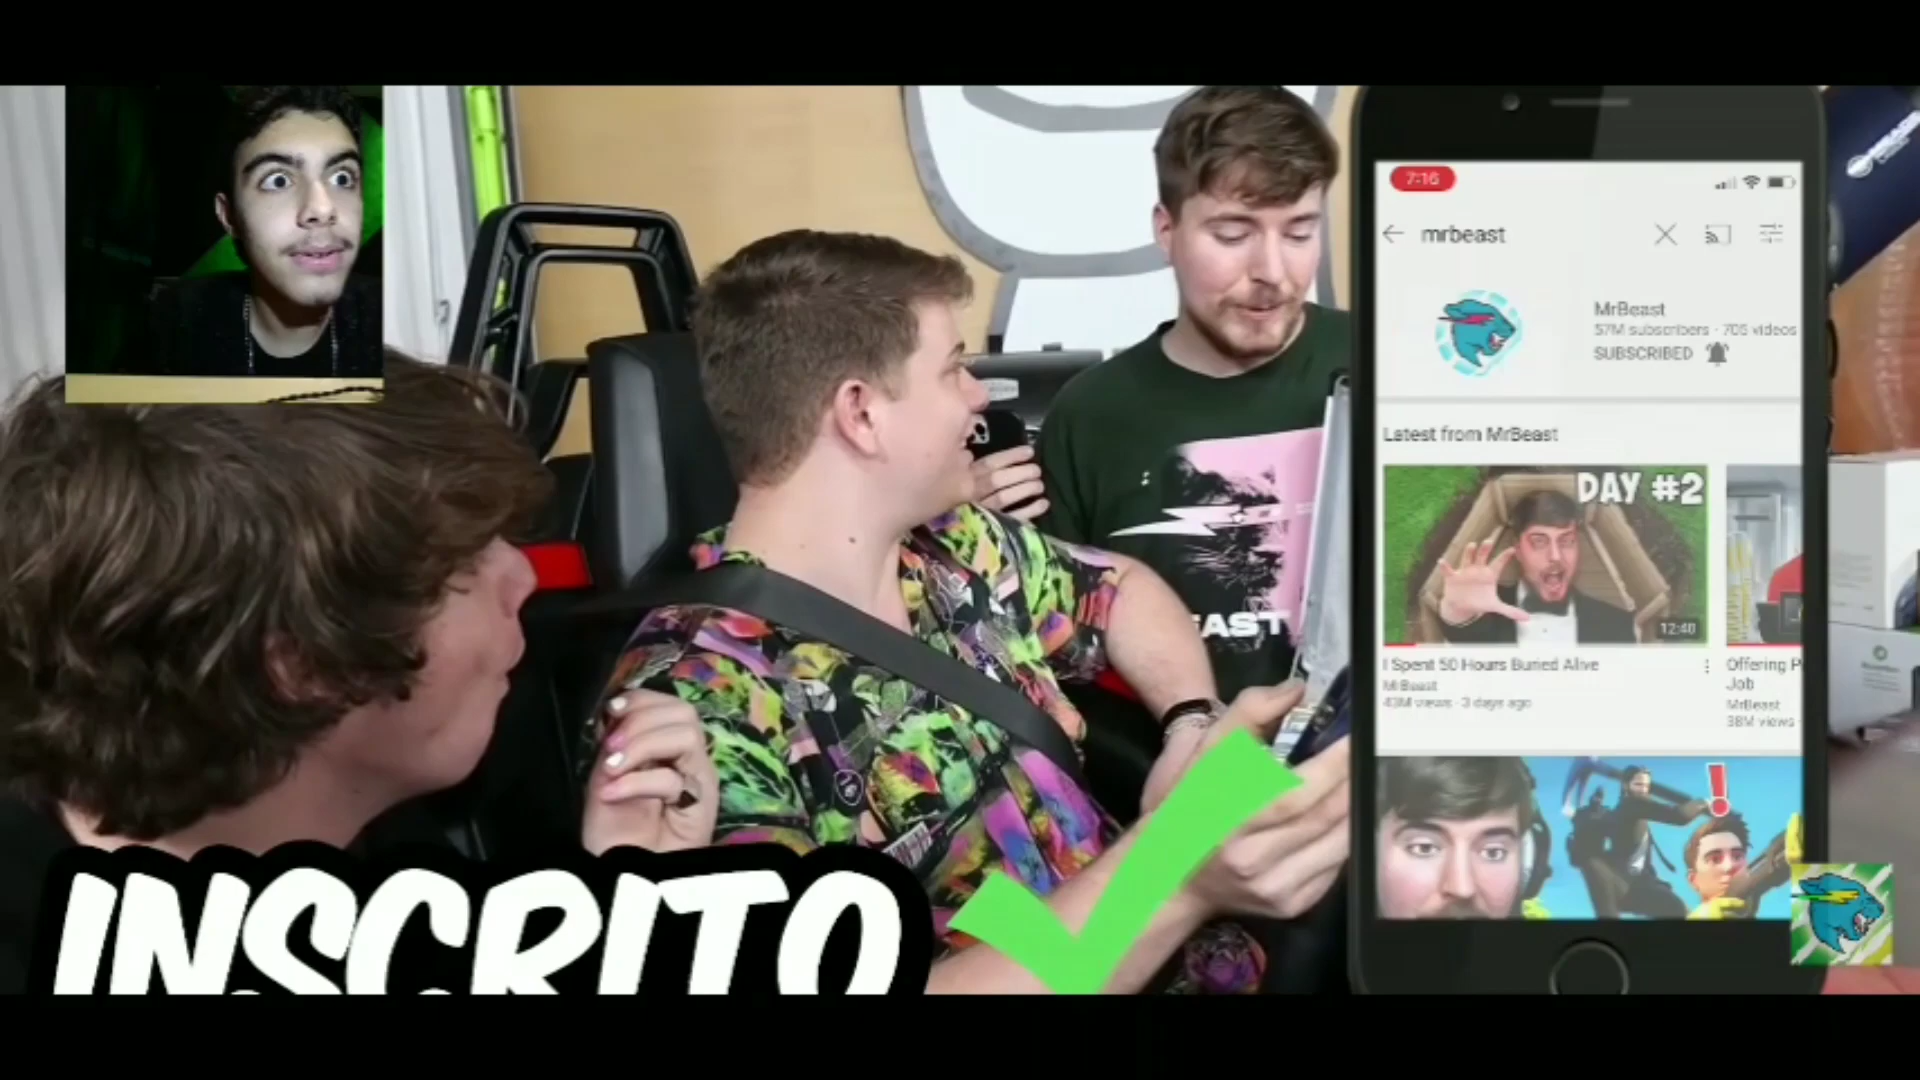 7:16
mrbeast
MrBeast
57M subscribers · 705 videos
SUBSCRIBED
Latest from MrBeast
DAY #2
12:40
I Spent 50 Hours Buried Alive
MrBeast
43M views · 3 days ago
Offering P
Job
MrBeast
38M views
EAST
INSCRITO